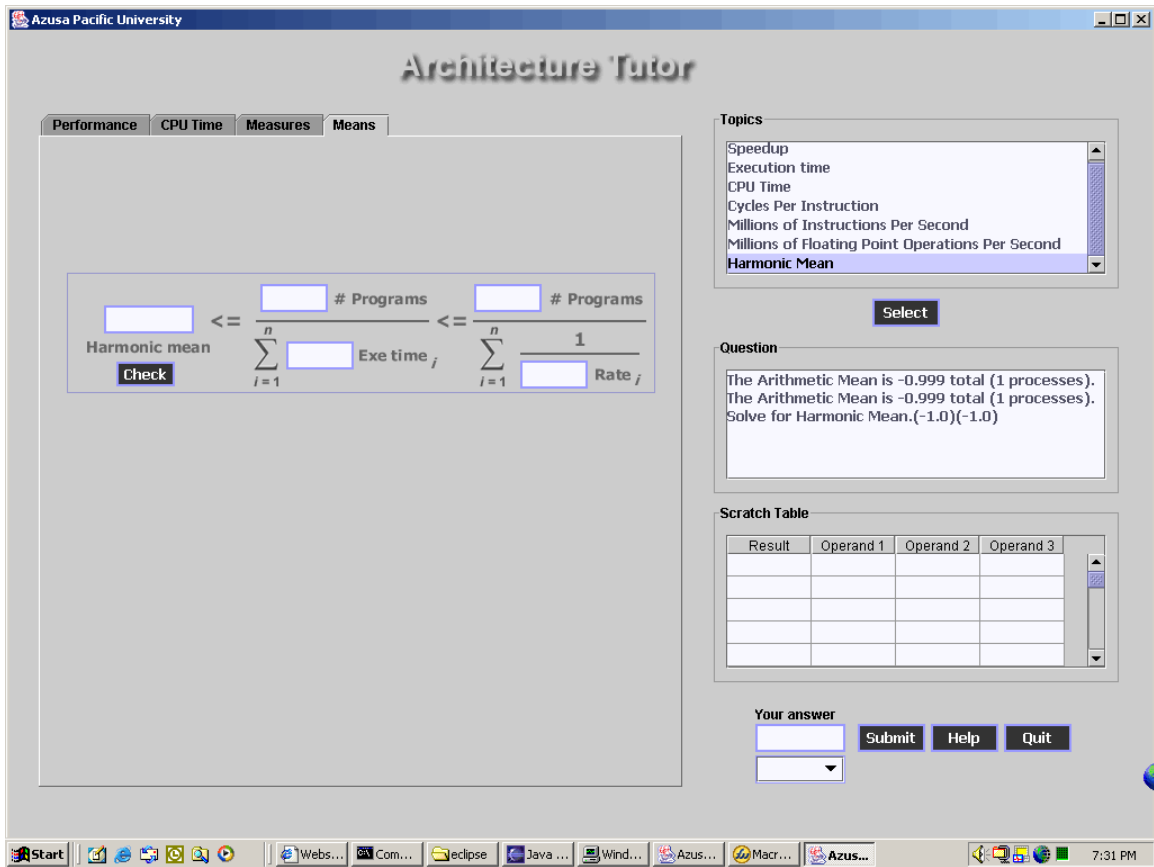 Azusa Pacific University
Architecture Tutor
Performance CPU Time Measures Means
# Programs # Programs
<= <=
n n
∑ Exe time i ∑ 1
i = 1 i = 1 Rate i
Harmonic mean
Check
Topics
Speedup
Execution time
CPU Time
Cycles Per Instruction
Millions of Instructions Per Second
Millions of Floating Point Operations Per Second
Harmonic Mean
Select
Question
The Arithmetic Mean is -0.999 total (1 processes).
The Arithmetic Mean is -0.999 total (1 processes).
Solve for Harmonic Mean.(-1.0)(-1.0)
Scratch Table
Result Operand 1 Operand 2 Operand 3
Your answer
Submit Help Quit
Start Webs... Com... eclipse Java ... Wind... Azus... Macr... Azus... 7:31 PM